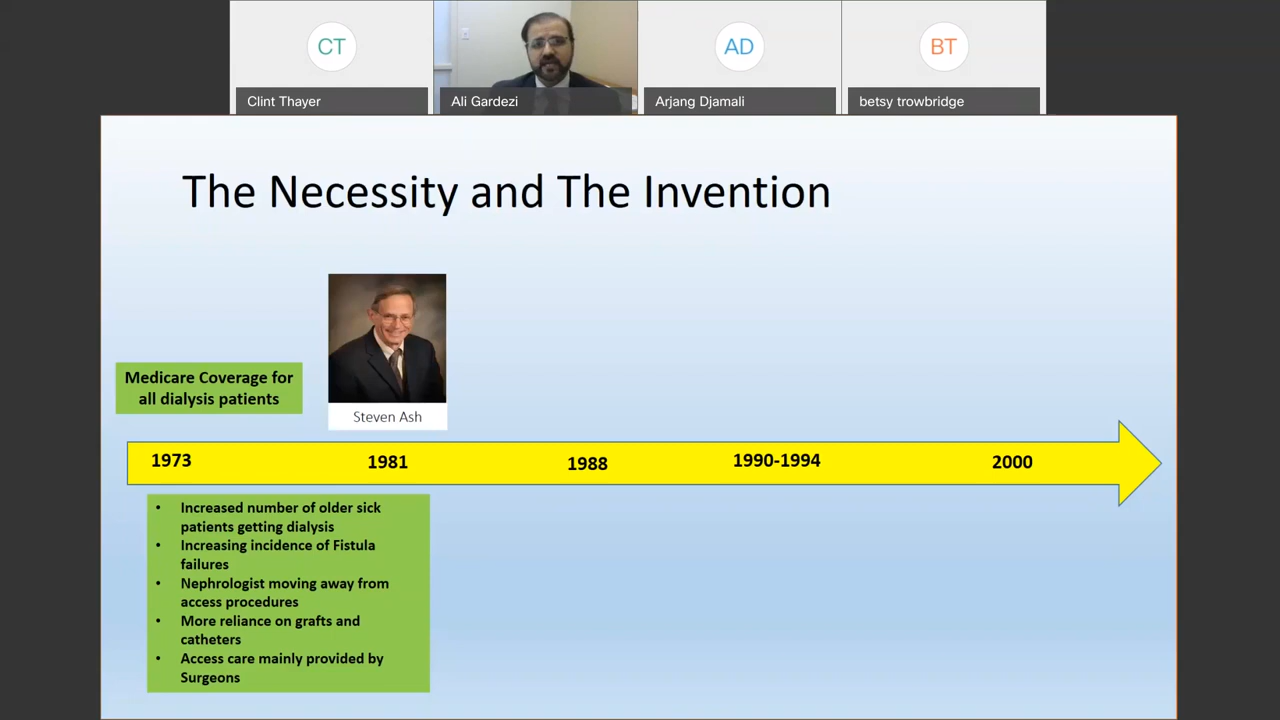 CT
AD
BT
Clint Thayer
Ali Gardezi
Arjang Djamali
betsy trowbridge
The Necessity and The Invention
Medicare Coverage for
all dialysis patients
Steven Ash
1973
1981
1988
1990-1994
2000
• Increased number of older sick
patients getting dialysis
• Increasing incidence of Fistula
failures
• Nephrologist moving away from
access procedures
• More reliance on grafts and
catheters
• Access care mainly provided by
Surgeons